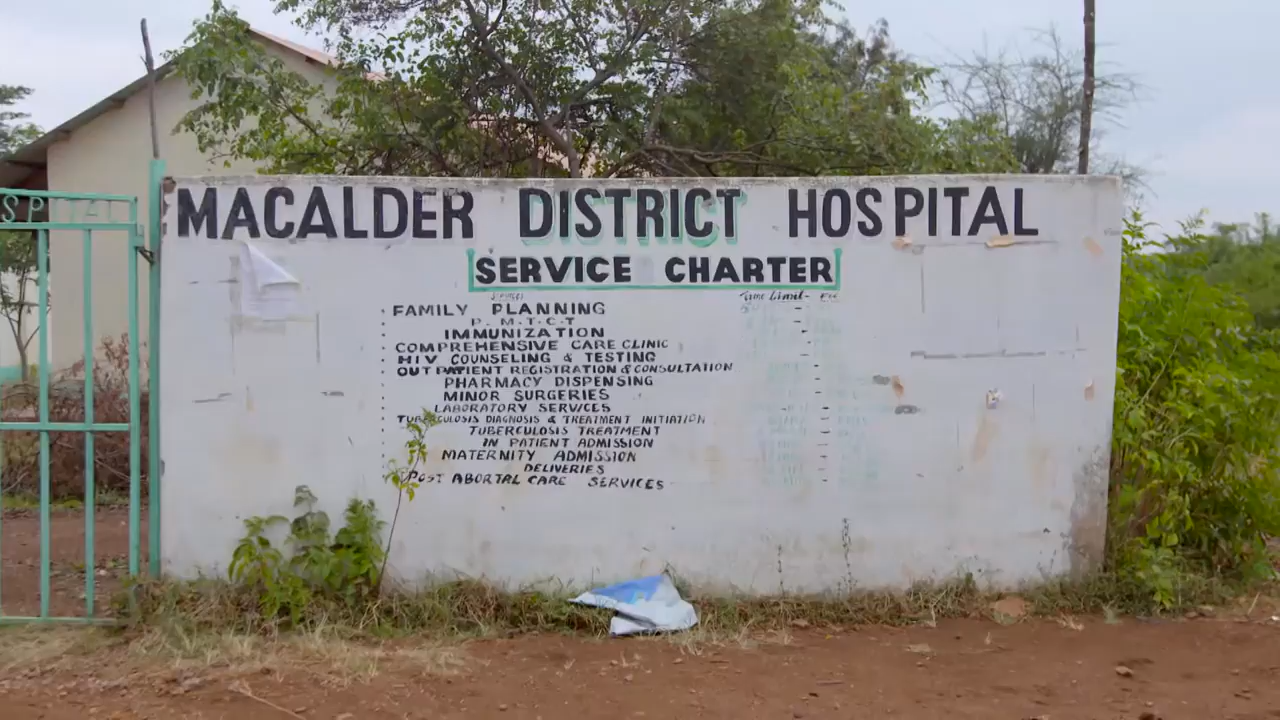 MACALDER DISTRICT HOSPITAL
SERVICE CHARTER
Time Limit-
FAMILY PLANNING
P.M.T.C.T
IMMUNIZATION
COMPREHENSIVE CARE CLINIC
HIV COUNSELING & TESTING
OUT PATIENT REGISTRATION & CONSULTATION
PHARMACY DISPENSING
MINOR SURGERIES
LABORATORY SERVICES
TUBERCULOSIS DIAGNOSIS & TREATMENT INITIATION
TUBERCULOSIS TREATMENT
IN PATIENT ADMISSION
MATERNITY ADMISSION
DELIVERIES
POST ABORTAL CARE SERVICES